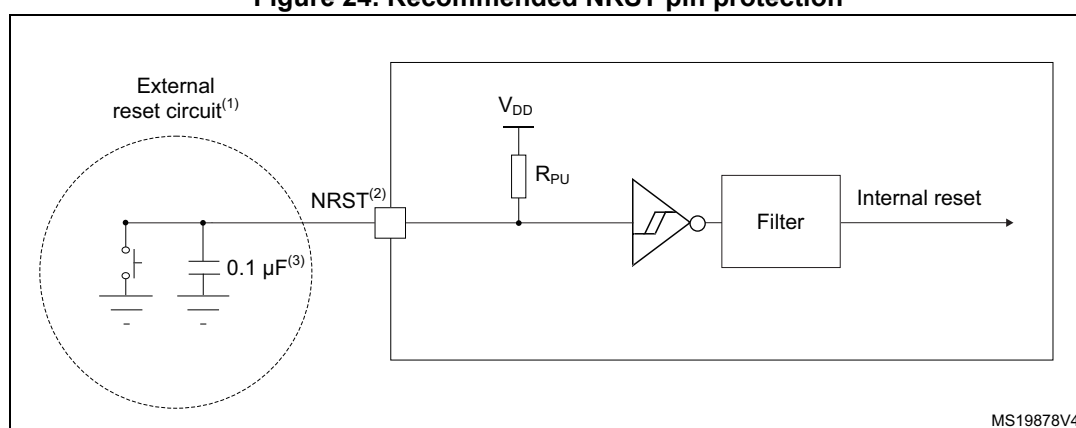 Figure 24. Recommended NRST pin protection
External
reset circuit(1)
VDD
RPU
NRST(2)
Internal reset
Filter
0.1 µF(3)
MS19878V4